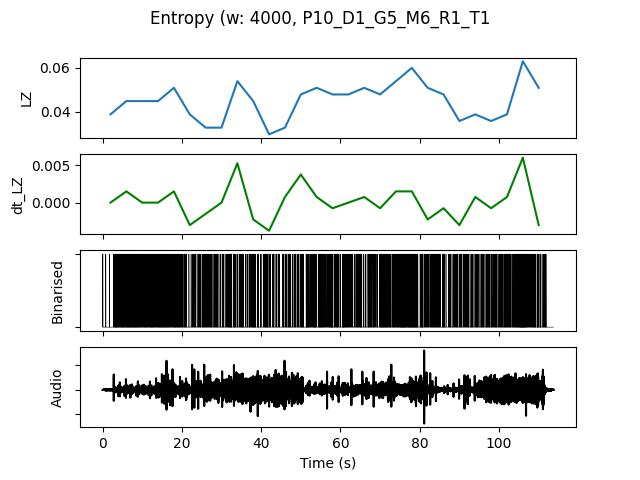 Entropy (w: 4000, P10_D1_G5_M6_R1_T1
LZ
0.06
0.04
dt_LZ
0.005
0.000
Binarised
Audio
0 20 40 60 80 100
Time (s)